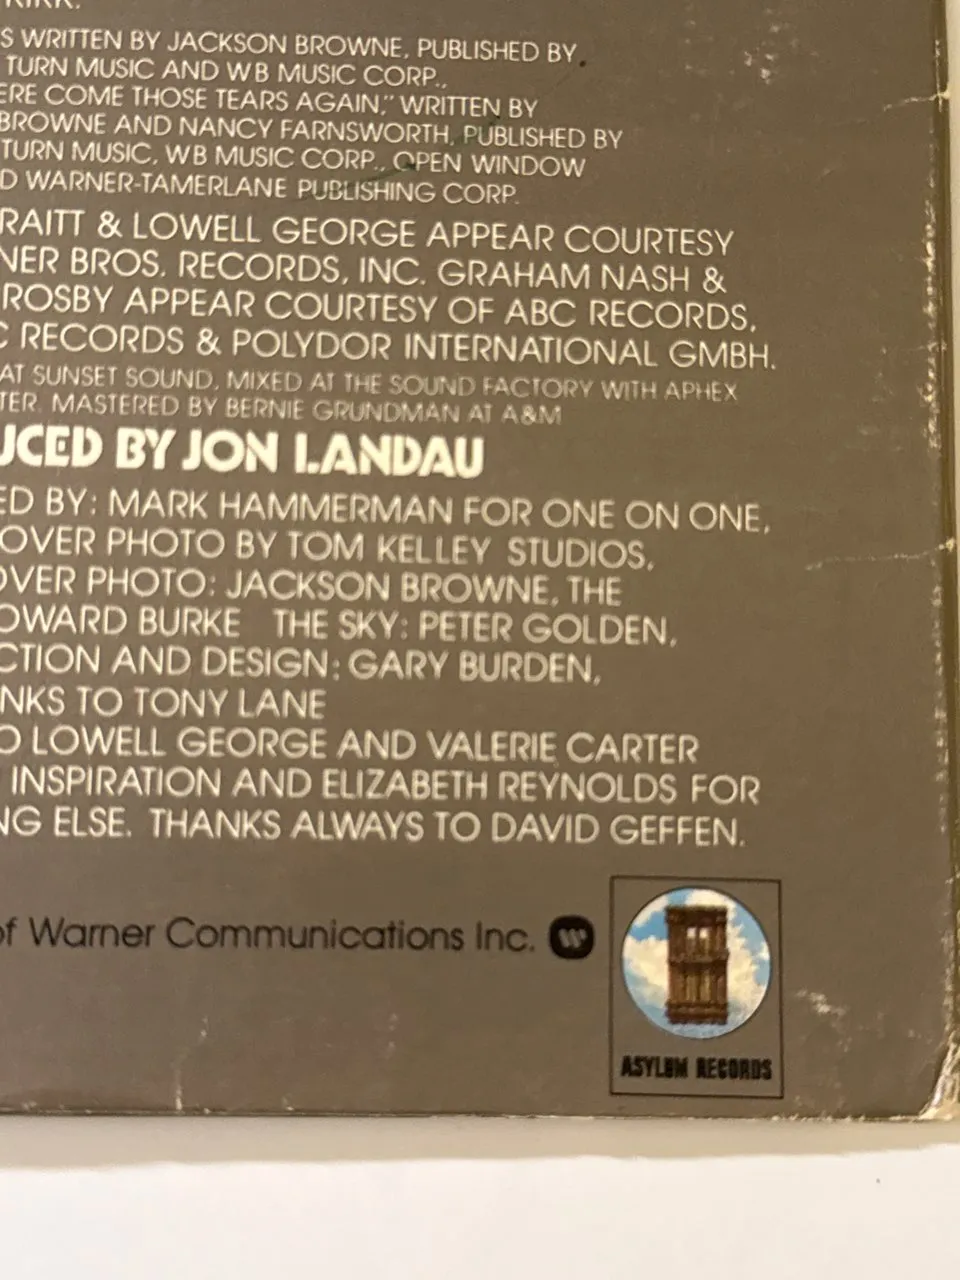 KIRK.
S WRITTEN BY JACKSON BROWNE, PUBLISHED BY
TURN MUSIC AND WB MUSIC CORP.,
ERE COME THOSE TEARS AGAIN," WRITTEN BY
BROWNE AND NANCY FARNSWORTH, PUBLISHED BY
TURN MUSIC, WB MUSIC CORP., OPEN WINDOW
D WARNER-TAMERLANE PUBLISHING CORP.
RAITT & LOWELL GEORGE APPEAR COURTESY
NER BROS. RECORDS, INC. GRAHAM NASH &
ROSBY APPEAR COURTESY OF ABC RECORDS,
C RECORDS & POLYDOR INTERNATIONAL GMBH.
AT SUNSET SOUND, MIXED AT THE SOUND FACTORY WITH APHEX
TER. MASTERED BY BERNIE GRUNDMAN AT A&M
UCED BY JON LANDAU
ED BY: MARK HAMMERMAN FOR ONE ON ONE,
OVER PHOTO BY TOM KELLEY STUDIOS,
OVER PHOTO: JACKSON BROWNE, THE
OWARD BURKE THE SKY: PETER GOLDEN,
CTION AND DESIGN: GARY BURDEN,
NKS TO TONY LANE
O LOWELL GEORGE AND VALERIE CARTER
INSPIRATION AND ELIZABETH REYNOLDS FOR
NG ELSE. THANKS ALWAYS TO DAVID GEFFEN.
of Warner Communications Inc.
ASYLUM RECORDS